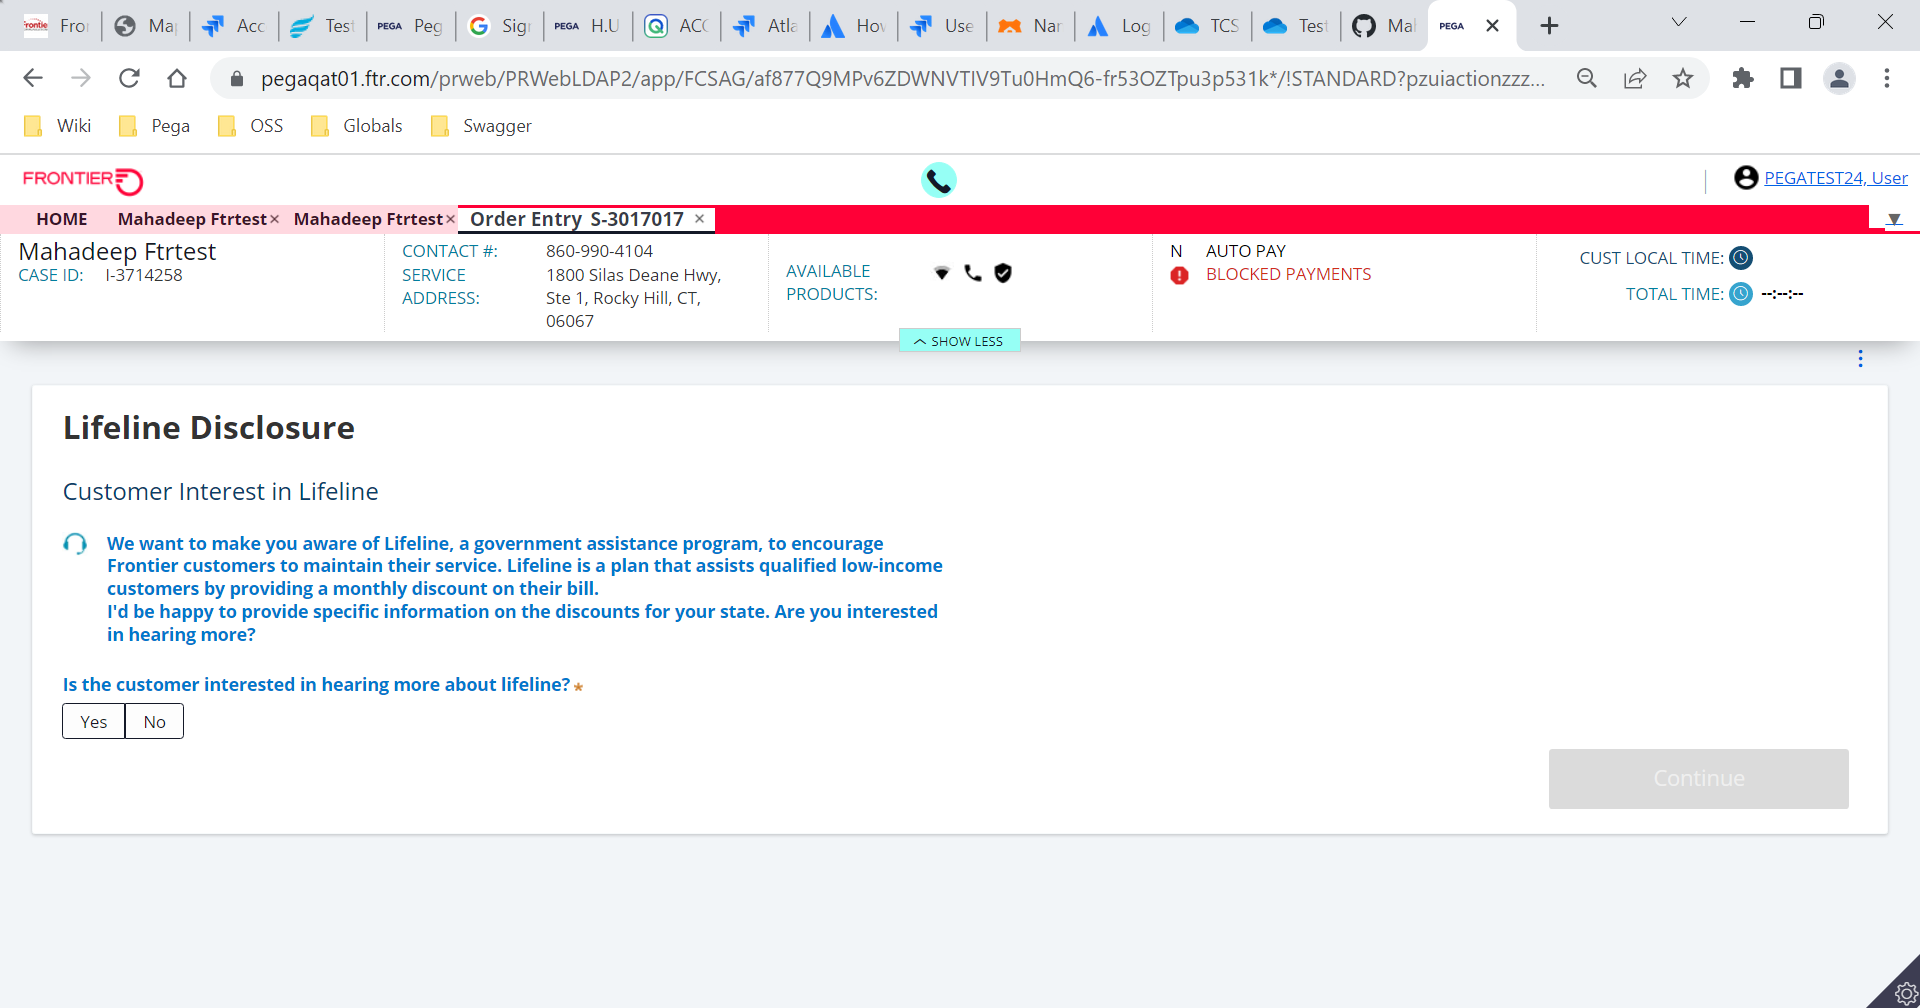 Fro
Ma
Acc
Test
PEGA Peg
Sig
PEGA H.U
ACC
Atla
Hov
Use
Nar
Log
TCS
Test
Mal
PEGA
pegaqat01.ftr.com/prweb/PRWebLDAP2/app/FCSAG/af877Q9MPv6ZDWNVTIV9Tu0HmQ6-fr53OZTpu3p531k*/!STANDARD?pzuiactionzzz...
Wiki Pega OSS Globals Swagger
FRONTIER
PEGATEST24, User
HOME Mahadeep Ftrtest× Mahadeep Ftrtest× Order Entry S-3017017 ×
Mahadeep Ftrtest
CASE ID: I-3714258
CONTACT #: 860-990-4104
SERVICE ADDRESS: 1800 Silas Deane Hwy,
Ste 1, Rocky Hill, CT,
06067
AVAILABLE
PRODUCTS:
N AUTO PAY
BLOCKED PAYMENTS
CUST LOCAL TIME:
TOTAL TIME: --:--:--
SHOW LESS
Lifeline Disclosure
Customer Interest in Lifeline
We want to make you aware of Lifeline, a government assistance program, to encourage
Frontier customers to maintain their service. Lifeline is a plan that assists qualified low-income
customers by providing a monthly discount on their bill.
I'd be happy to provide specific information on the discounts for your state. Are you interested
in hearing more?
Is the customer interested in hearing more about lifeline? *
Yes No
Continue